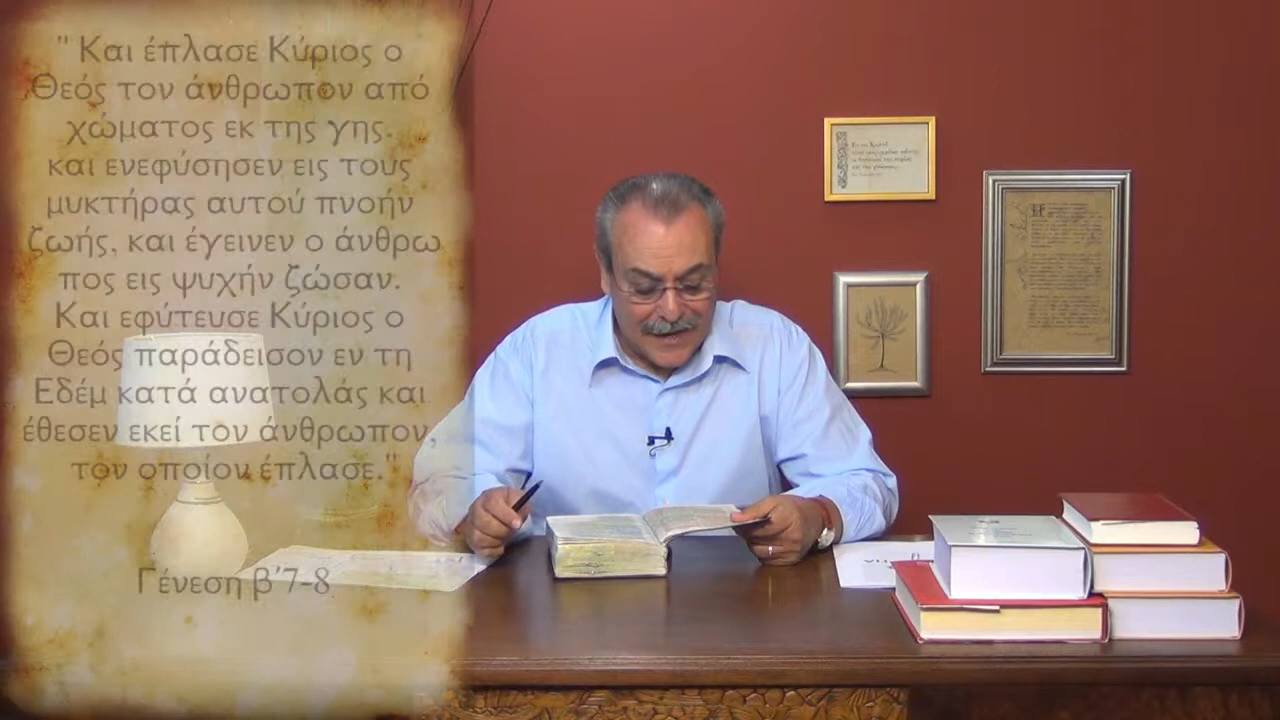 " Και έπλασε Κύριος ο
Θεός τον άνθρωπον από
χώματος εκ της γης.
και ενεφύσησεν εις τους
μυκτήρας αυτού πνοήν
ζωής, και έγεινεν ο άνθρω
πος εις ψυχήν ζώσαν.
Και εφύτευσε Κύριος ο
Θεός παράδεισον εν τη
Εδέμ κατά ανατολάς και
έθεσεν εκεί τον άνθρωπον,
τον οποίον έπλασε."
Γένεση β΄7-8